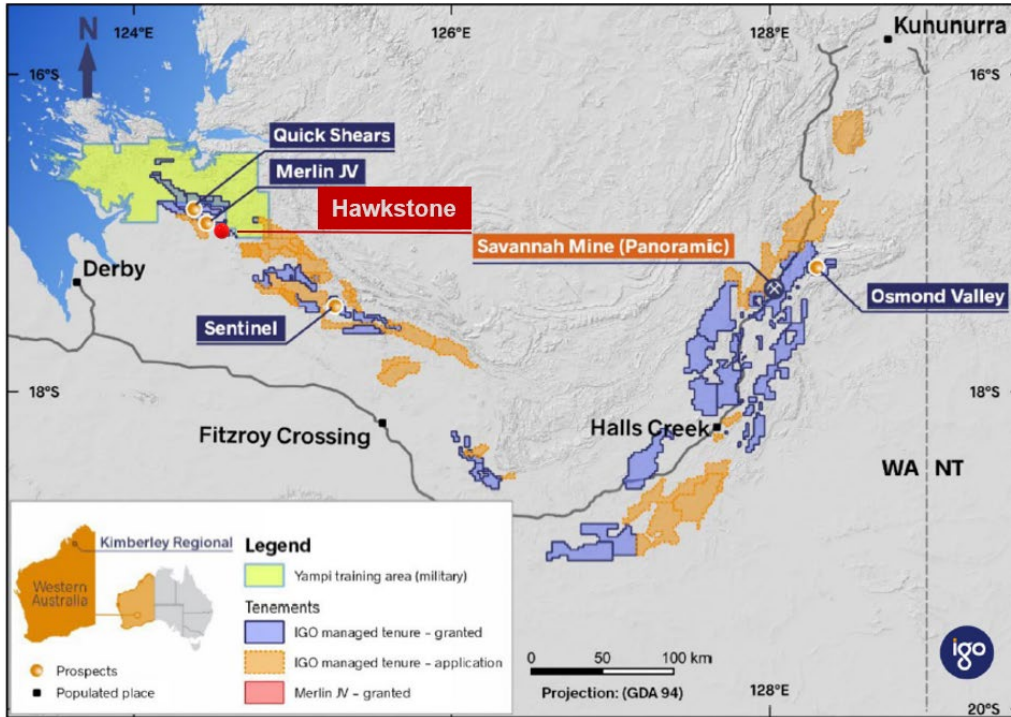 124°E
126°E
128°E
Kununurra
N
16°S
16°S
Quick Shears
Merlin JV
Hawkstone
Savannah Mine (Panoramic)
Derby
Osmond Valley
Sentinel
18°S
18°S
Fitzroy Crossing
Halls Creek
WA NT
Kimberley Regional
Western
Australia
Prospects
Populated place
Legend
Yampi training area (military)
Tenements
IGO managed tenure – granted
IGO managed tenure – application
Merlin JV – granted
0 50 100 km
Projection: (GDA 94)
128°E
igo
20°S